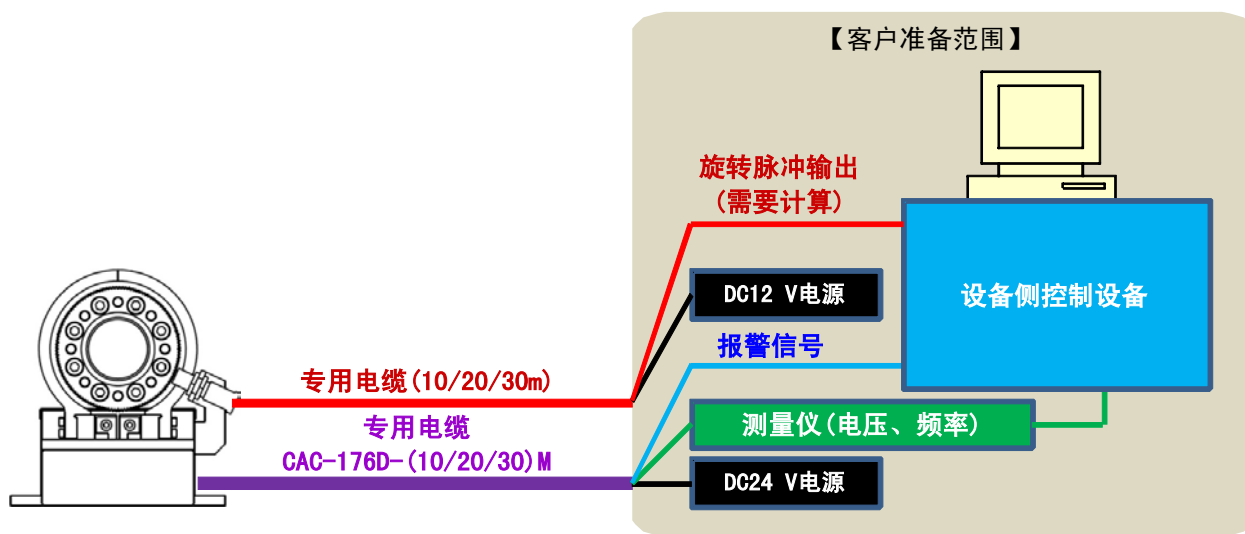 【客户准备范围】
旋转脉冲输出
(需要计算)
DC12 V电源
设备侧控制设备
报警信号
专用电缆(10/20/30m)
测量仪(电压、频率)
专用电缆
CAC-176D-(10/20/30)M
DC24 V电源